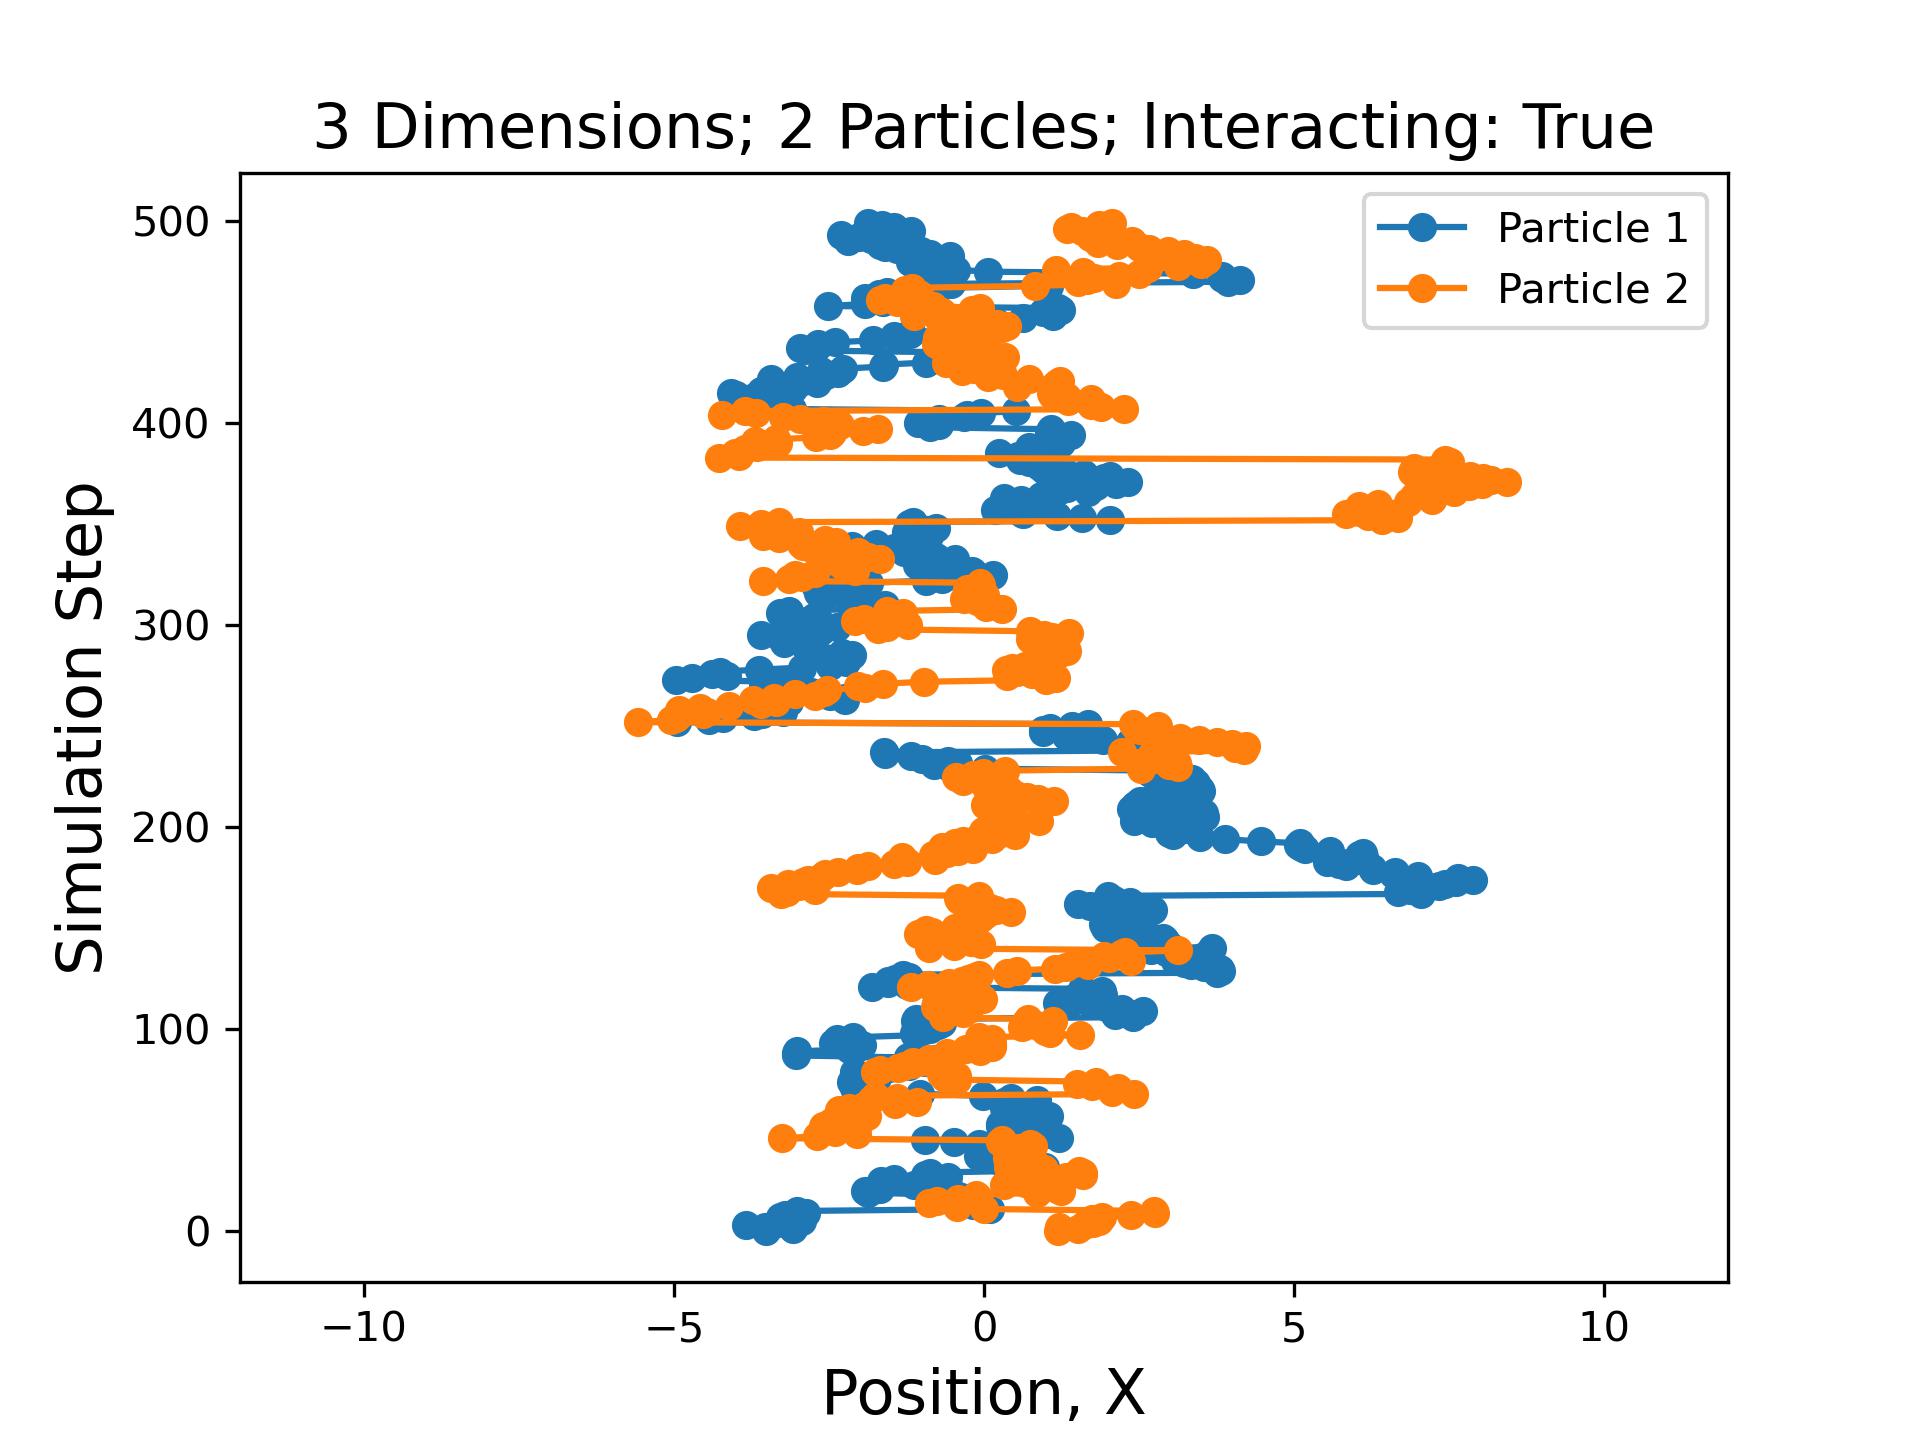 3 Dimensions; 2 Particles; Interacting: True
Particle 1
Particle 2
Simulation Step
500
400
300
200
100
0
−10
−5
0
5
10
Position, X